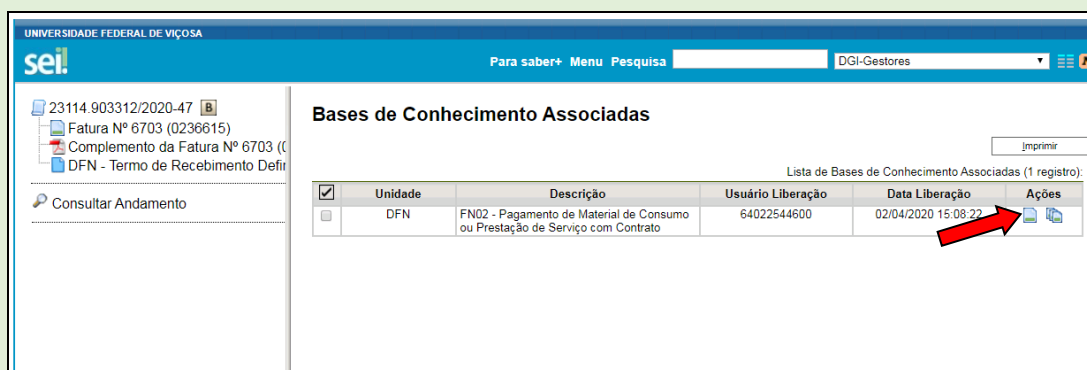 UNIVERSIDADE FEDERAL DE VIÇOSA
sei!
Para saber+ Menu Pesquisa
DGI-Gestores
23114.903312/2020-47 B
Fatura Nº 6703 (0236615)
Complemento da Fatura Nº 6703 (
DFN - Termo de Recebimento Defi
Consultar Andamento
Bases de Conhecimento Associadas
Imprimir
Lista de Bases de Conhecimento Associadas (1 registro):
Unidade Descrição Usuário Liberação Data Liberação Ações
DFN FN02 - Pagamento de Material de Consumo 64022544600 02/04/2020 15:08:22
ou Prestação de Serviço com Contrato